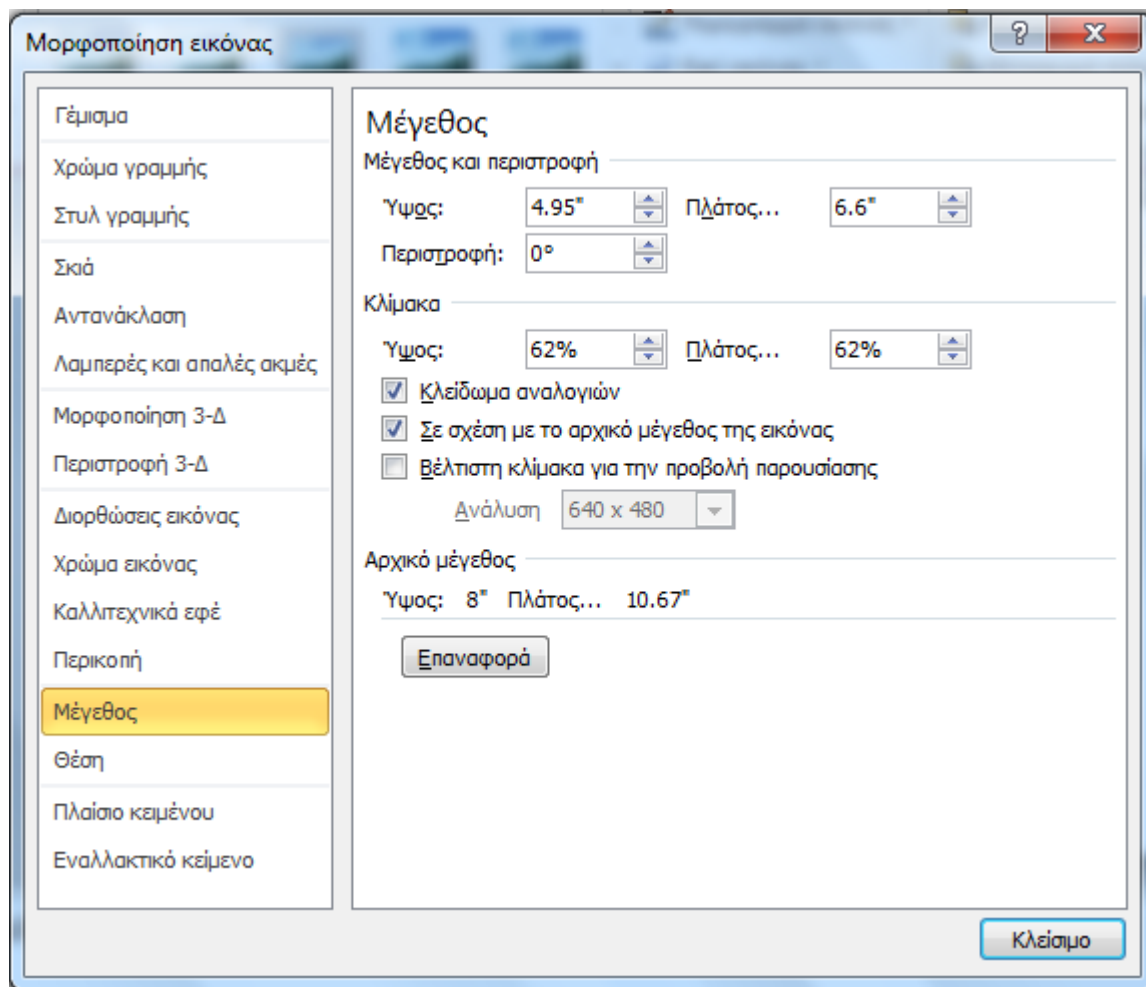 Μορφοποίηση εικόνας
?
Γέμισμα
Χρώμα γραμμής
Στυλ γραμμής
Σκιά
Αντανάκλαση
Λαμπερές και απαλές ακμές
Μορφοποίηση 3-Δ
Περιστροφή 3-Δ
Διορθώσεις εικόνας
Χρώμα εικόνας
Καλλιτεχνικά εφέ
Περικοπή
Μέγεθος
Θέση
Πλαίσιο κειμένου
Εναλλακτικό κείμενο
Μέγεθος
Μέγεθος και περιστροφή
Ύψος: 4.95" Πλάτος... 6.6"
Περιστροφή: 0°
Κλίμακα
Ύψος: 62% Πλάτος... 62%
Κλείδωμα αναλογιών
Σε σχέση με το αρχικό μέγεθος της εικόνας
Βέλτιστη κλίμακα για την προβολή παρουσίασης
Ανάλυση 640 x 480
Αρχικό μέγεθος
Ύψος: 8" Πλάτος... 10.67"
Επαναφορά
Κλείσιμο